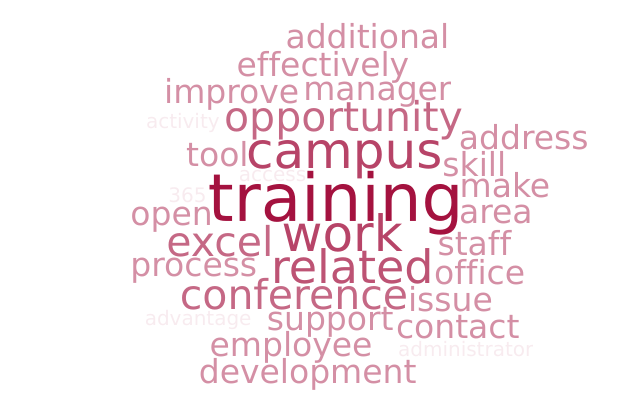 additional
effectively
improve manager
activity opportunity
address
tool campus skill
access
365 training make
open area
excel work staff
process related office
conference issue
advantage support contact
employee administrator
development